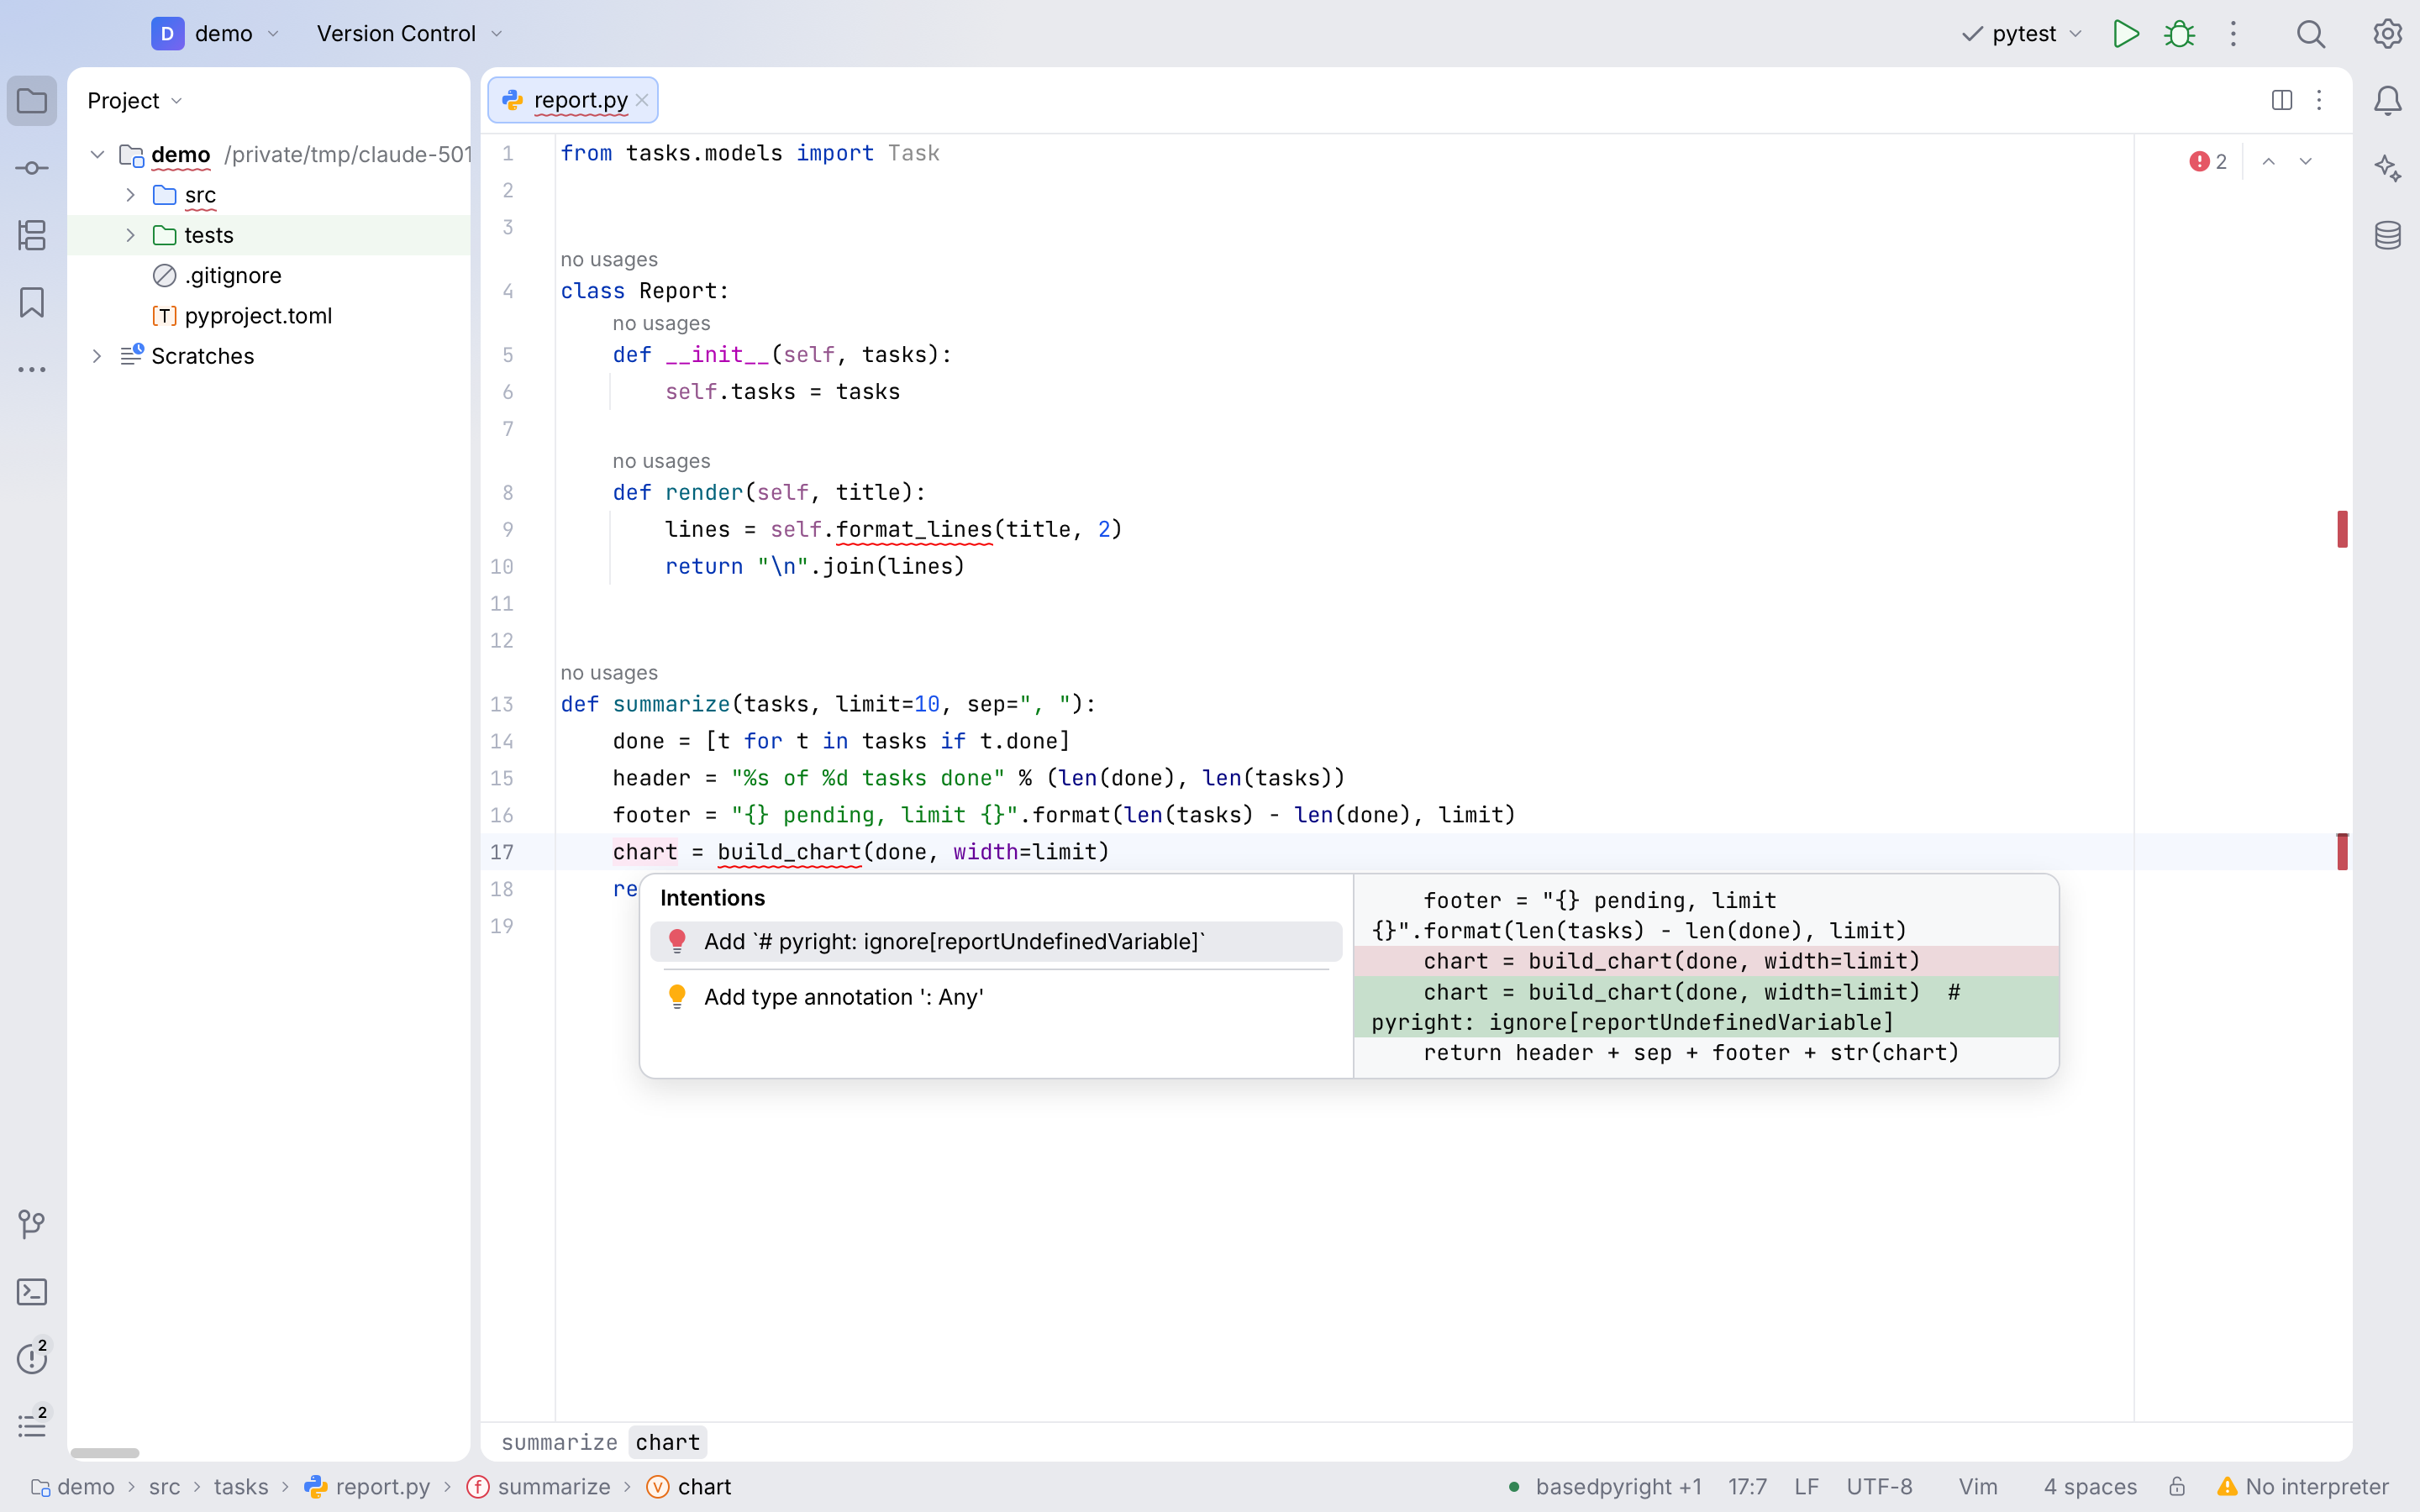 D demo Version Control pytest
Project
report.py
demo /private/tmp/claude-501
src
tests
.gitignore
[T] pyproject.toml
Scratches
2
1 from tasks.models import Task
2
3
no usages
4 class Report:
no usages
5 def __init__(self, tasks):
6 self.tasks = tasks
7
no usages
8 def render(self, title):
9 lines = self.format_lines(title, 2)
10 return "\n".join(lines)
11
12
no usages
13 def summarize(tasks, limit=10, sep=", "):
14 done = [t for t in tasks if t.done]
15 header = "%s of %d tasks done" % (len(done), len(tasks))
16 footer = "{} pending, limit {}".format(len(tasks) - len(done), limit)
17 chart = build_chart(done, width=limit)
18 re
19
Intentions
Add `# pyright: ignore[reportUndefinedVariable]`
Add type annotation ': Any'
footer = "{} pending, limit
{}".format(len(tasks) - len(done), limit)
chart = build_chart(done, width=limit)
chart = build_chart(done, width=limit) #
pyright: ignore[reportUndefinedVariable]
return header + sep + footer + str(chart)
2
2
summarize chart
demo › src › tasks › report.py › f summarize › v chart
basedpyright +1 17:7 LF UTF-8 Vim 4 spaces No interpreter